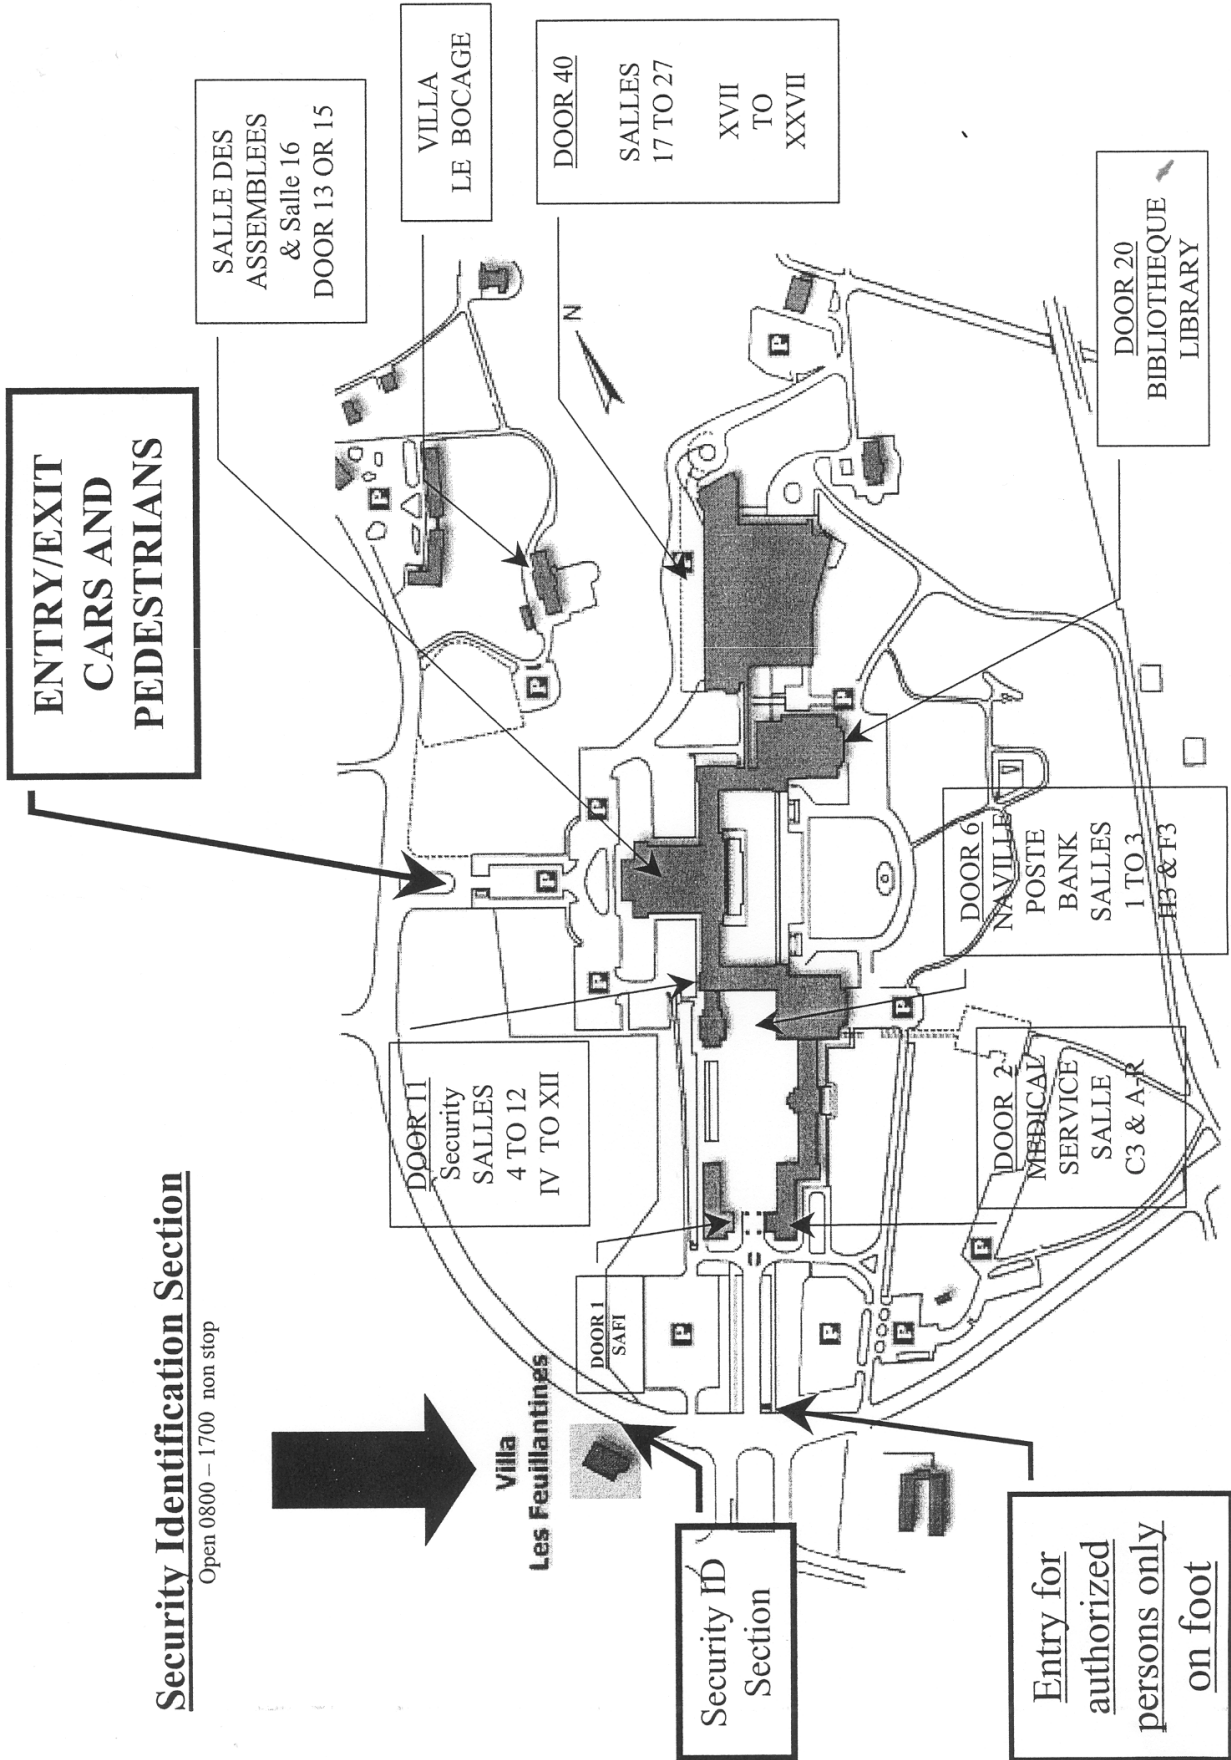 Security Identification Section
Open 0800 – 1700 non stop
ENTRY/EXIT
CARS AND
PEDESTRIANS
SALLE DES
ASSEMBLEES
& Salle 16
DOOR 13 OR 15
VILLA
LE BOCAGE
DOOR 40
SALLES
17 TO 27
XVII
TO
XXVII
N
DOOR 11
Security
SALLES
4 TO 12
IV TO XII
Villa
Les Feuillantines
DOOR 1
SAFI
Security ID
Section
DOOR 20
BIBLIOTHEQUE
LIBRARY
DOOR 6
NAVILLE
POSTE
BANK
SALLES
1 TO 3
H3 & F3
DOOR 2
MEDICAL
SERVICE
SALLE
C3 & A-R
Entry for
authorized
persons only
on foot
P
P
P
P
P
P
P
P
P
P
P
P
P
P